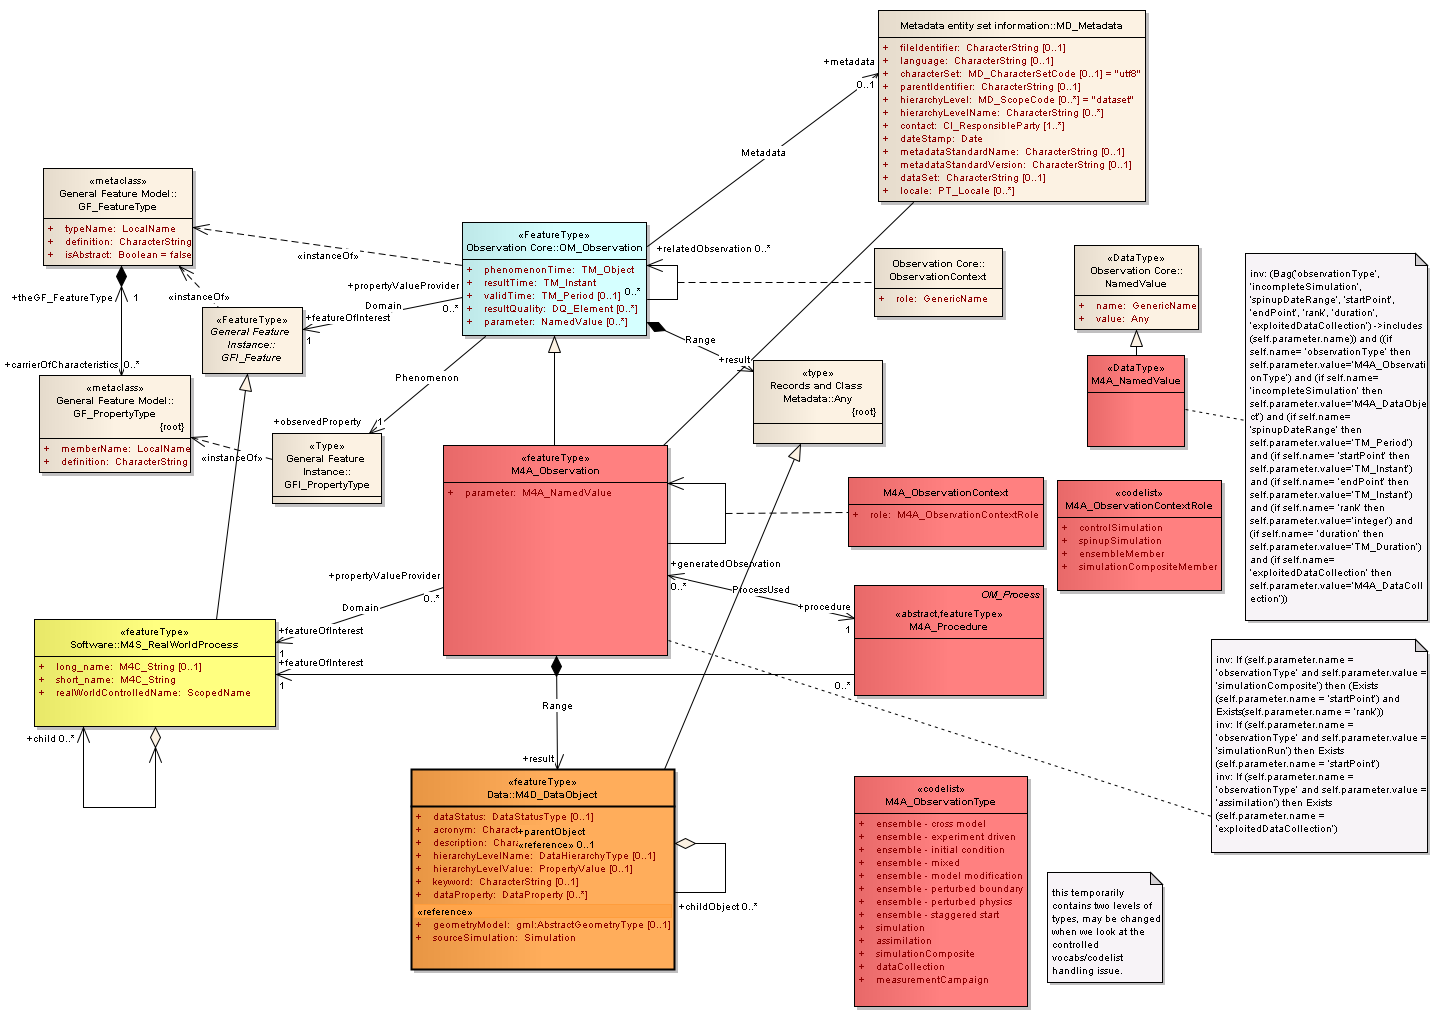 Metadata entity set information::MD_Metadata
+ fileIdentifier: CharacterString [0..1]
+ language: CharacterString [0..1]
+ characterSet: MD_CharacterSetCode [0..1] = "utf8"
+ parentIdentifier: CharacterString [0..1]
+ hierarchyLevel: MD_ScopeCode [0..*] = "dataset"
+ hierarchyLevelName: CharacterString [0..*]
+ contact: CI_ResponsibleParty [1..*]
+ dateStamp: Date
+ metadataStandardName: CharacterString [0..1]
+ metadataStandardVersion: CharacterString [0..1]
+ dataSet: CharacterString [0..1]
+ locale: PT_Locale [0..*]
+metadata
0..1
Metadata
«metaclass»
General Feature Model::
GF_FeatureType
+ typeName: LocalName
+ definition: CharacterString
+ isAbstract: Boolean = false
«instanceOf»
«instanceOf»
+theGF_FeatureType
1
+carrierOfCharacteristics 0..*
«metaclass»
General Feature Model::
GF_PropertyType
{root}
+ memberName: LocalName
+ definition: CharacterString
«instanceOf»
«FeatureType»
General Feature
Instance::
GFI_Feature
«FeatureType»
Observation Core::OM_Observation
+ phenomenonTime: TM_Object
+ resultTime: TM_Instant
+ validTime: TM_Period [0..1]
+ resultQuality: DQ_Element [0..*]
+ parameter: NamedValue [0..*]
+relatedObservation 0..*
0..*
+propertyValueProvider
Domain
0..*
+featureOfInterest
1
Range
+result
Phenomenon
+observedProperty
1
«Type»
General Feature
Instance::
GFI_PropertyType
Observation Core::
ObservationContext
+ role: GenericName
«type»
Records and Class
Metadata::Any
{root}
«DataType»
Observation Core::
NamedValue
+ name: GenericName
+ value: Any
«DataType»
M4A_NamedValue
inv: (Bag('observationType',
'incompleteSimulation',
'spinupDateRange', 'startPoint',
'endPoint', 'rank', 'duration',
'exploitedDataCollection') ->includes
(self.parameter.name)) and ((if
self.name= 'observationType' then
self.parameter.value='M4A_Observati
onType') and (if self.name=
'incompleteSimulation' then
self.parameter.value='M4A_DataObje
ct') and (if self.name=
'spinupDateRange' then
self.parameter.value='TM_Period')
and (if self.name= 'startPoint' then
self.parameter.value='TM_Instant')
and (if self.name= 'endPoint' then
self.parameter.value='TM_Instant')
and (if self.name= 'rank' then
self.parameter.value='integer') and
(if self.name= 'duration' then
self.parameter.value='TM_Duration')
and (if self.name=
'exploitedDataCollection' then
self.parameter.value='M4A_DataColl
ection'))
«featureType»
M4A_Observation
+ parameter: M4A_NamedValue
M4A_ObservationContext
+ role: M4A_ObservationContextRole
«codelist»
M4A_ObservationContextRole
+ controlSimulation
+ spinupSimulation
+ ensembleMember
+ simulationCompositeMember
+generatedObservation
0..*
ProcessUsed
+procedure
1
OM_Process
«abstract,featureType»
M4A_Procedure
0..*
+propertyValueProvider
0..*
Domain
+featureOfInterest
1
+featureOfInterest
1
«featureType»
Software::M4S_RealWorldProcess
+ long_name: M4C_String [0..1]
+ short_name: M4C_String
+ realWorldControlledName: ScopedName
+child 0..*
Range
+result
«featureType»
Data::M4D_DataObject
+ dataStatus: DataStatusType [0..1]
+ acronym: Charact
+parentObject
+ description: Chara
«reference» 0..1
+ hierarchyLevelName: DataHierarchyType [0..1]
+ hierarchyLevelValue: PropertyValue [0..1]
+ keyword: CharacterString [0..1]
+ dataProperty: DataProperty [0..*]
«reference»
+ geometryModel: gml:AbstractGeometryType [0..1]
+ sourceSimulation: Simulation
+childObject 0..*
«codelist»
M4A_ObservationType
+ ensemble - cross model
+ ensemble - experiment driven
+ ensemble - initial condition
+ ensemble - mixed
+ ensemble - model modification
+ ensemble - perturbed boundary
+ ensemble - perturbed physics
+ ensemble - staggered start
+ simulation
+ assimilation
+ simulationComposite
+ dataCollection
+ measurementCampaign
inv: If (self.parameter.name =
'observationType' and self.parameter.value =
'simulationComposite') then (Exists
(self.parameter.name = 'startPoint') and
Exists(self.parameter.name = 'rank'))
inv: If (self.parameter.name =
'observationType' and self.parameter.value =
'simulationRun') then Exists
(self.parameter.name = 'startPoint')
inv: If (self.parameter.name =
'observationType' and self.parameter.value =
'assimilation') then Exists
(self.parameter.name =
'exploitedDataCollection')
this temporarily
contains two levels of
types, may be changed
when we look at the
controlled
vocabs/codelist
handling issue.